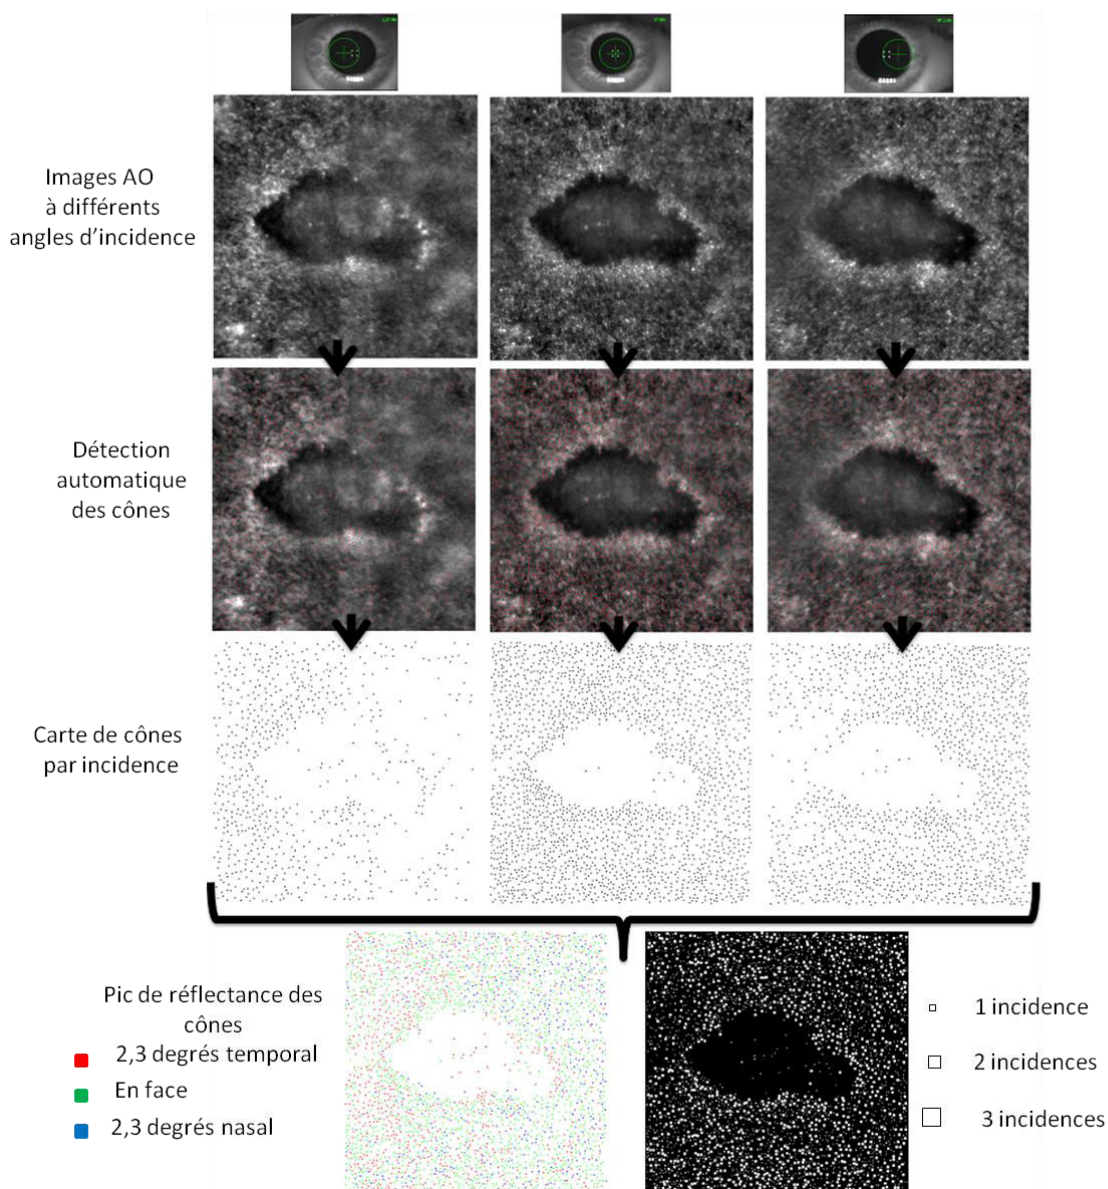 Images AO
à différents
angles d'incidence
Détection
automatique
des cônes
Carte de cônes
par incidence
Pic de réflectance des
cônes
2,3 degrés temporal
En face
2,3 degrés nasal
1 incidence
2 incidences
3 incidences